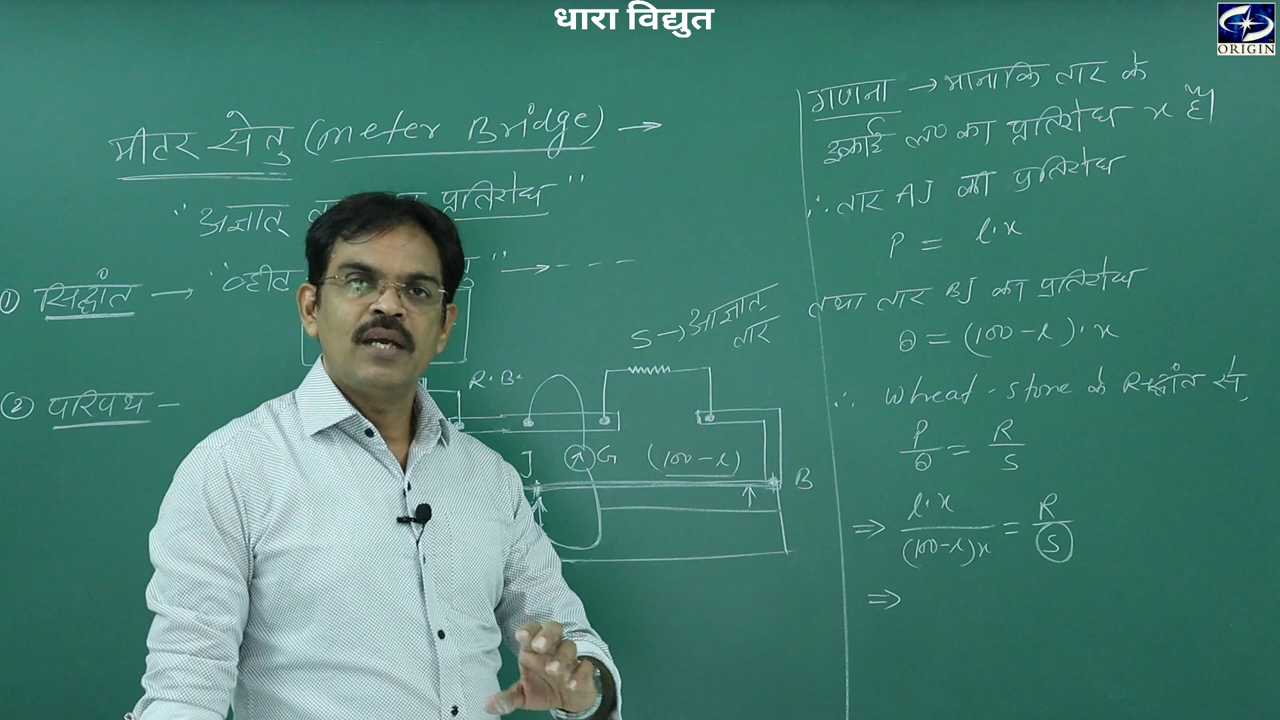 धारा विद्युत
ORIGIN
मीटर सेतु (meter Bridge) →
"अज्ञात् प्रतिरोध"
① सिद्धांत → "व्हीट " → - - -
② परिपथ -
R.B.
S → अज्ञात् तार
J
G
(100-l)
B
गणना → मानाकि तार के
इकाई ल० का प्रतिरोध x है।
∴ तार AJ का प्रतिरोध
P = l.x
तथा तार BJ का प्रतिरोध
Q = (100-l).x
∴ Wheat-stone के सिद्धांत से,
P/Q = R/S
⇒ l.x/(100-l)x = R/S
⇒